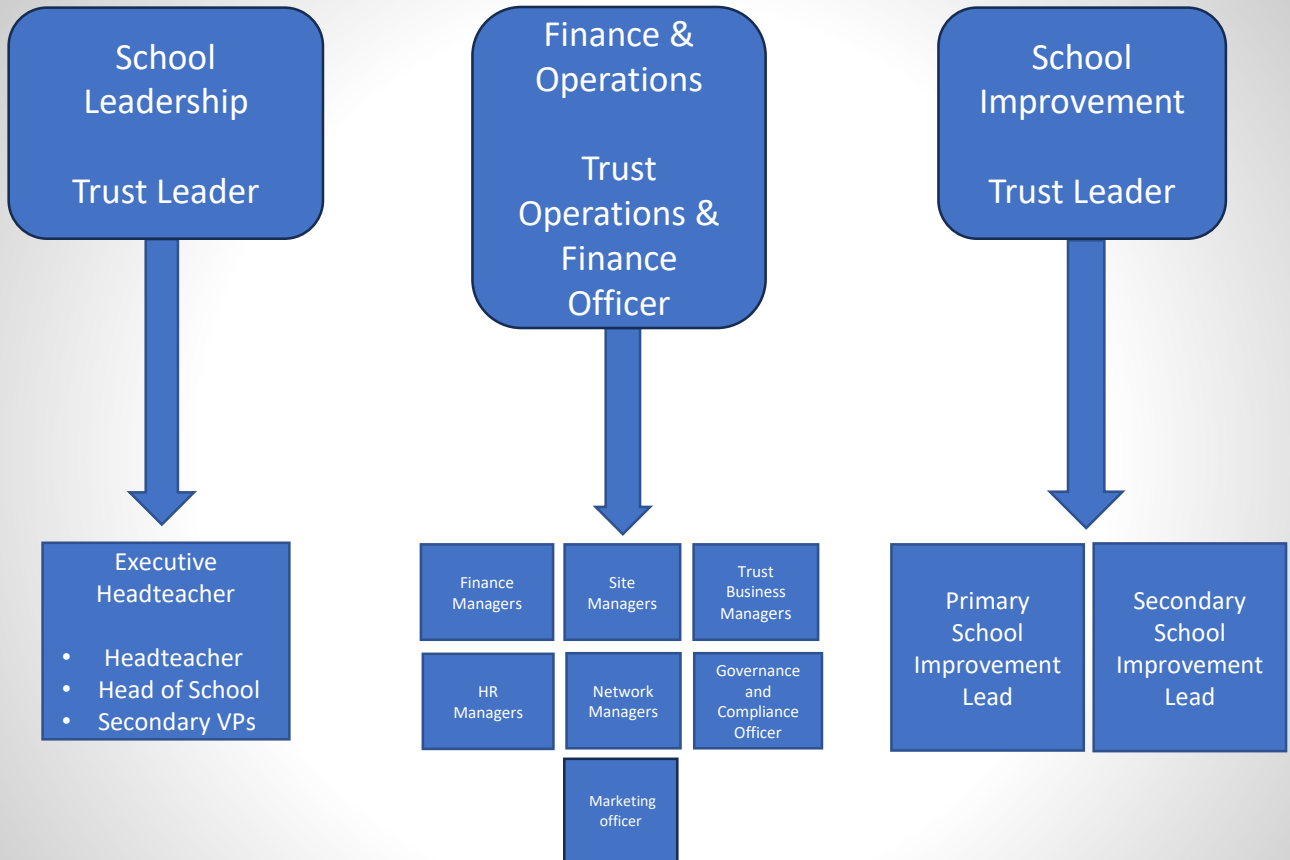 School
Leadership
Trust Leader
Finance &
Operations
Trust
Operations &
Finance
Officer
School
Improvement
Trust Leader
Executive
Headteacher
• Headteacher
• Head of School
• Secondary VPs
Finance
Managers
Site
Managers
Trust
Business
Managers
HR
Managers
Network
Managers
Governance
and
Compliance
Officer
Marketing
officer
Primary
School
Improvement
Lead
Secondary
School
Improvement
Lead